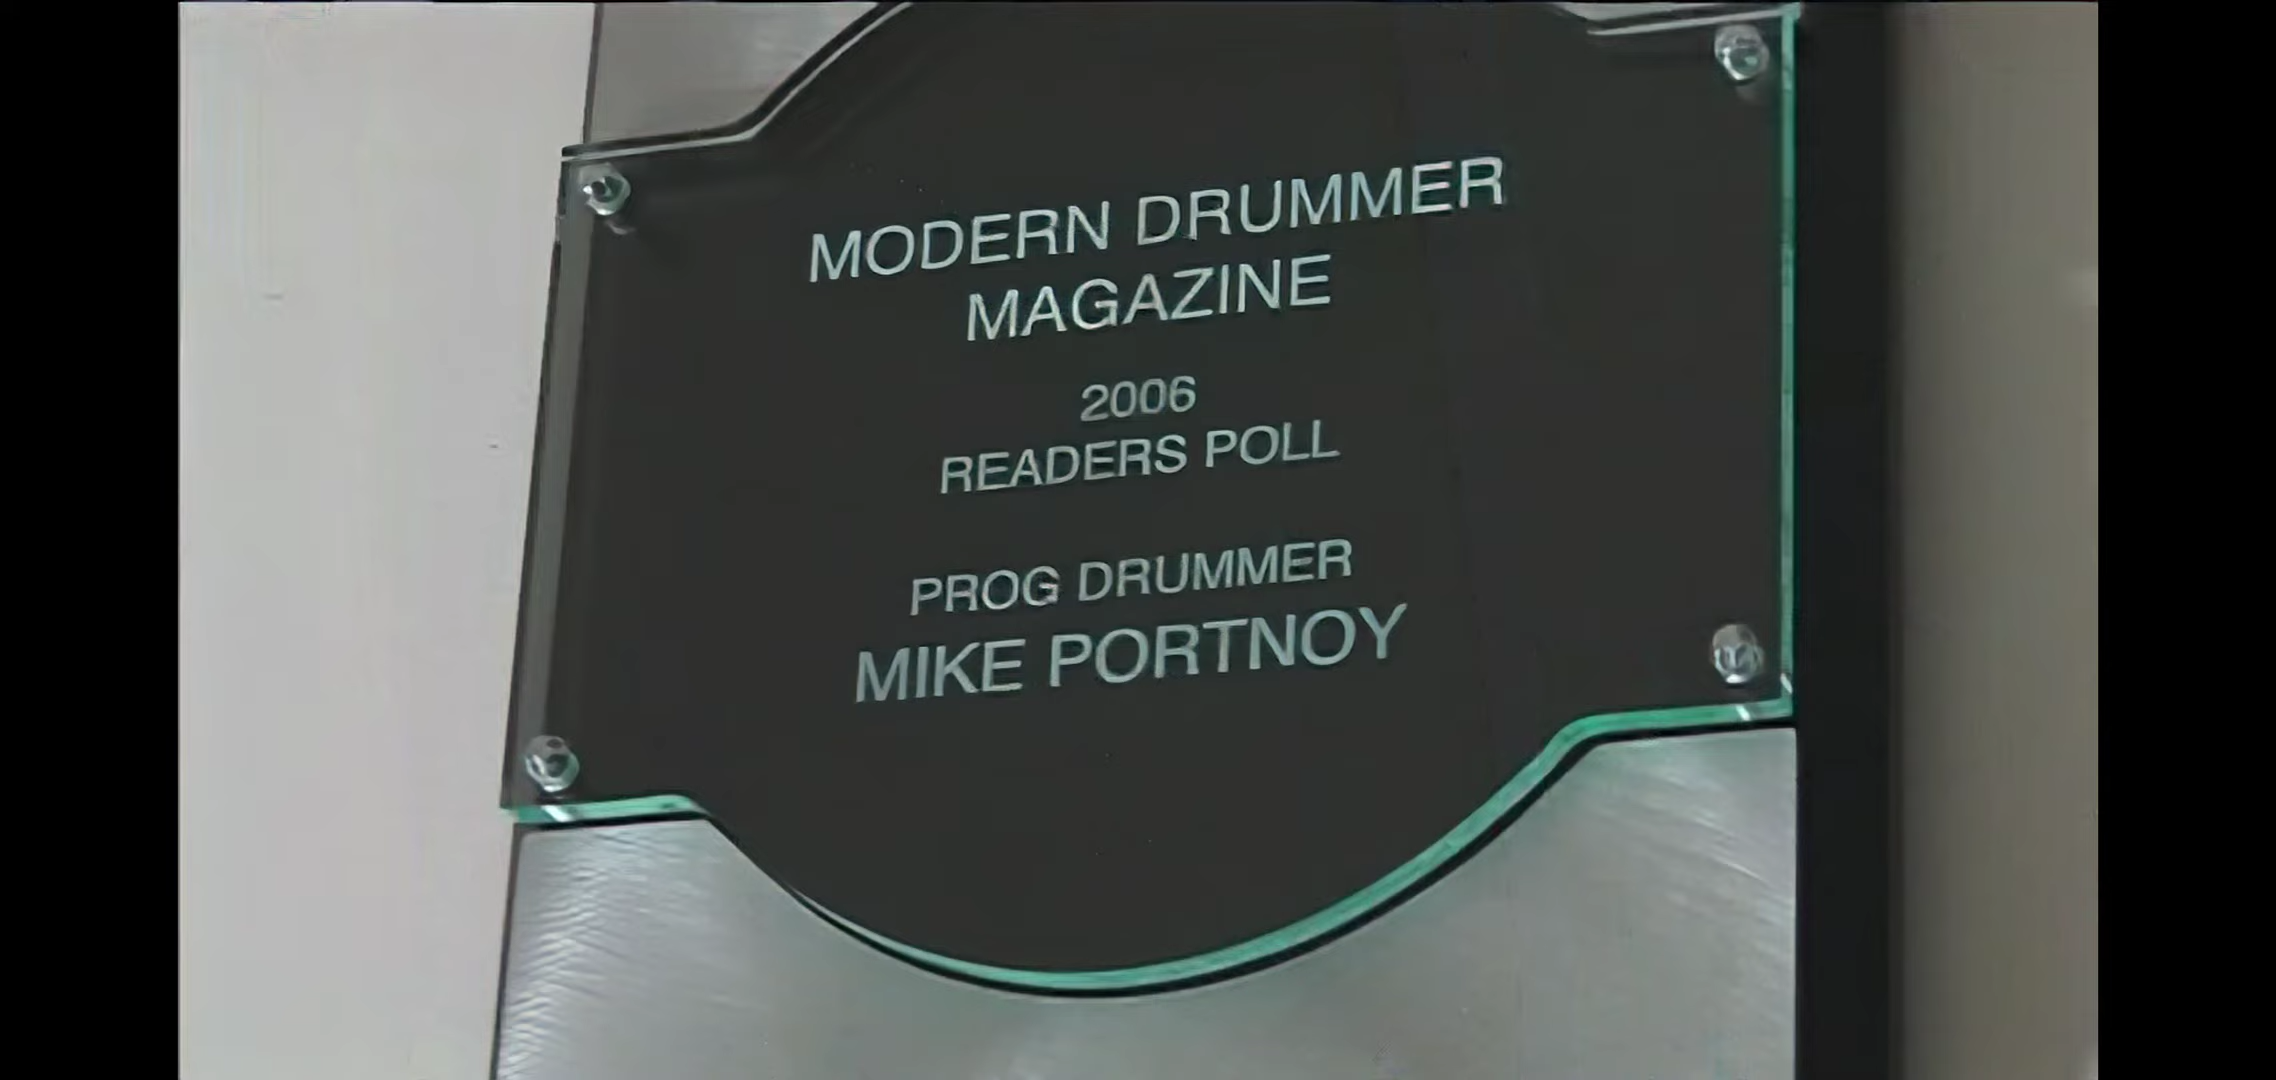 MODERN DRUMMER
MAGAZINE
2006
READERS POLL
PROG DRUMMER
MIKE PORTNOY